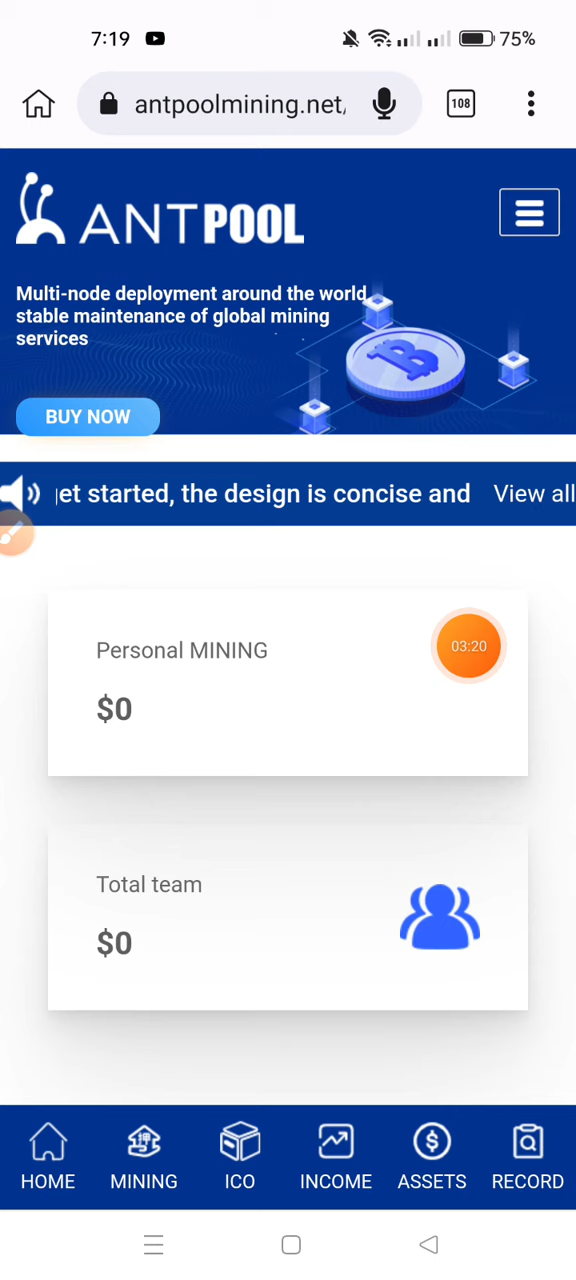 7:19
75%
antpoolmining.net/
108
ANTPOOL
Multi-node deployment around the world
stable maintenance of global mining
services
BUY NOW
get started, the design is concise and
View all
Personal MINING
03:20
$0
Total team
$0
HOME
MINING
ICO
INCOME
ASSETS
RECORD